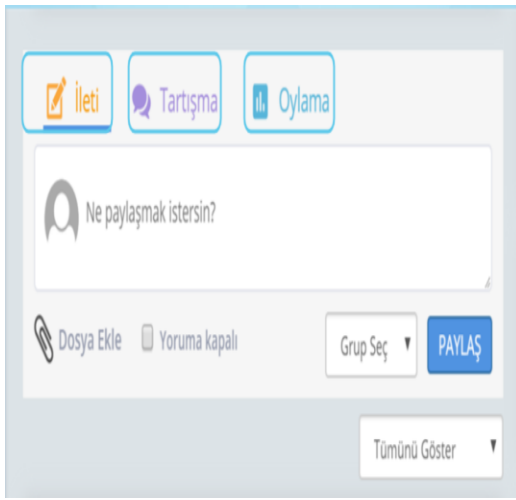 İleti Tartışma Oylama
Ne paylaşmak istersin?
Dosya Ekle Yoruma kapalı Grup Seç PAYLAŞ
Tümünü Göster